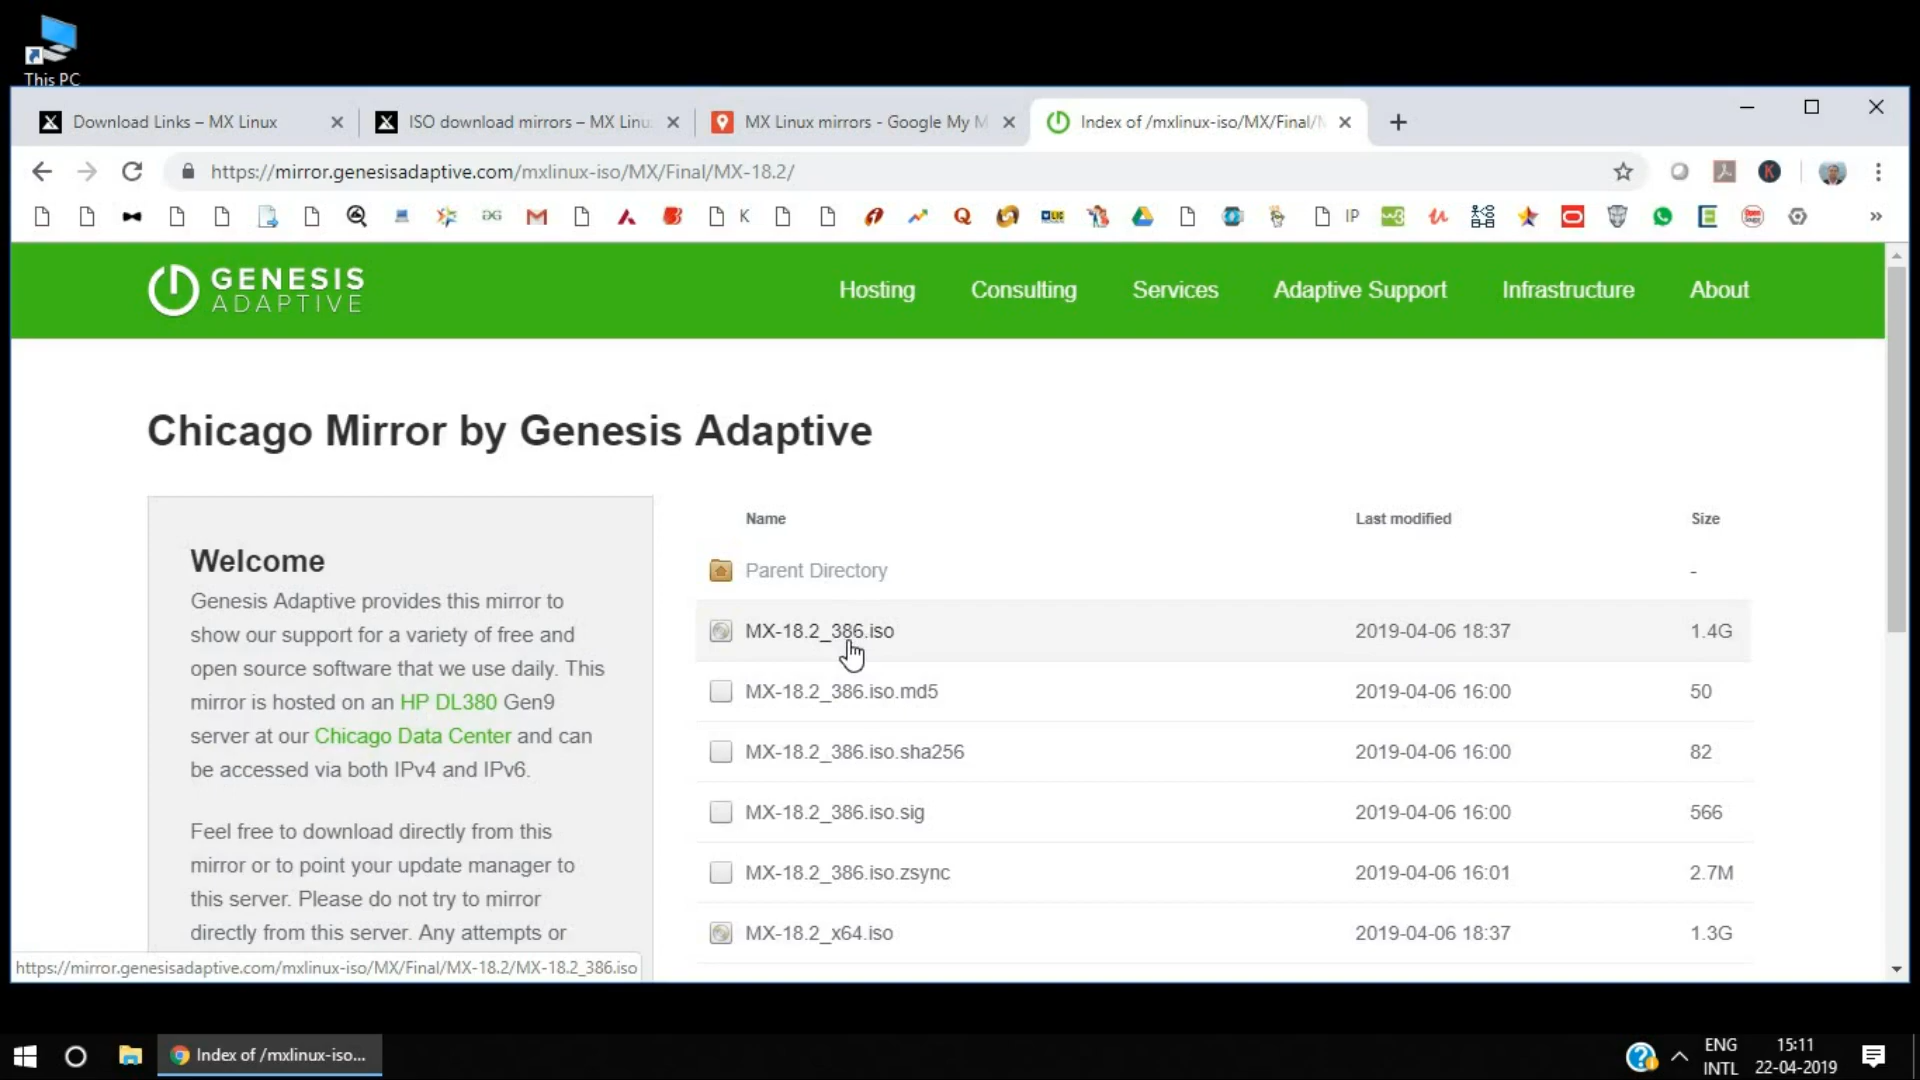 This PC
Download Links – MX Linux
ISO download mirrors – MX Linu
MX Linux mirrors - Google My M
Index of /mxlinux-iso/MX/Final/M
https://mirror.genesisadaptive.com/mxlinux-iso/MX/Final/MX-18.2/
K
IP
GENESIS
ADAPTIVE
Hosting
Consulting
Services
Adaptive Support
Infrastructure
About
Chicago Mirror by Genesis Adaptive
Welcome
Genesis Adaptive provides this mirror to
show our support for a variety of free and
open source software that we use daily. This
mirror is hosted on an HP DL380 Gen9
server at our Chicago Data Center and can
be accessed via both IPv4 and IPv6.
Feel free to download directly from this
mirror or to point your update manager to
this server. Please do not try to mirror
directly from this server. Any attempts or
Name Last modified Size
Parent Directory -
MX-18.2_386.iso 2019-04-06 18:37 1.4G
MX-18.2_386.iso.md5 2019-04-06 16:00 50
MX-18.2_386.iso.sha256 2019-04-06 16:00 82
MX-18.2_386.iso.sig 2019-04-06 16:00 566
MX-18.2_386.iso.zsync 2019-04-06 16:01 2.7M
MX-18.2_x64.iso 2019-04-06 18:37 1.3G
https://mirror.genesisadaptive.com/mxlinux-iso/MX/Final/MX-18.2/MX-18.2_386.iso
Index of /mxlinux-iso...
ENG
INTL
15:11
22-04-2019